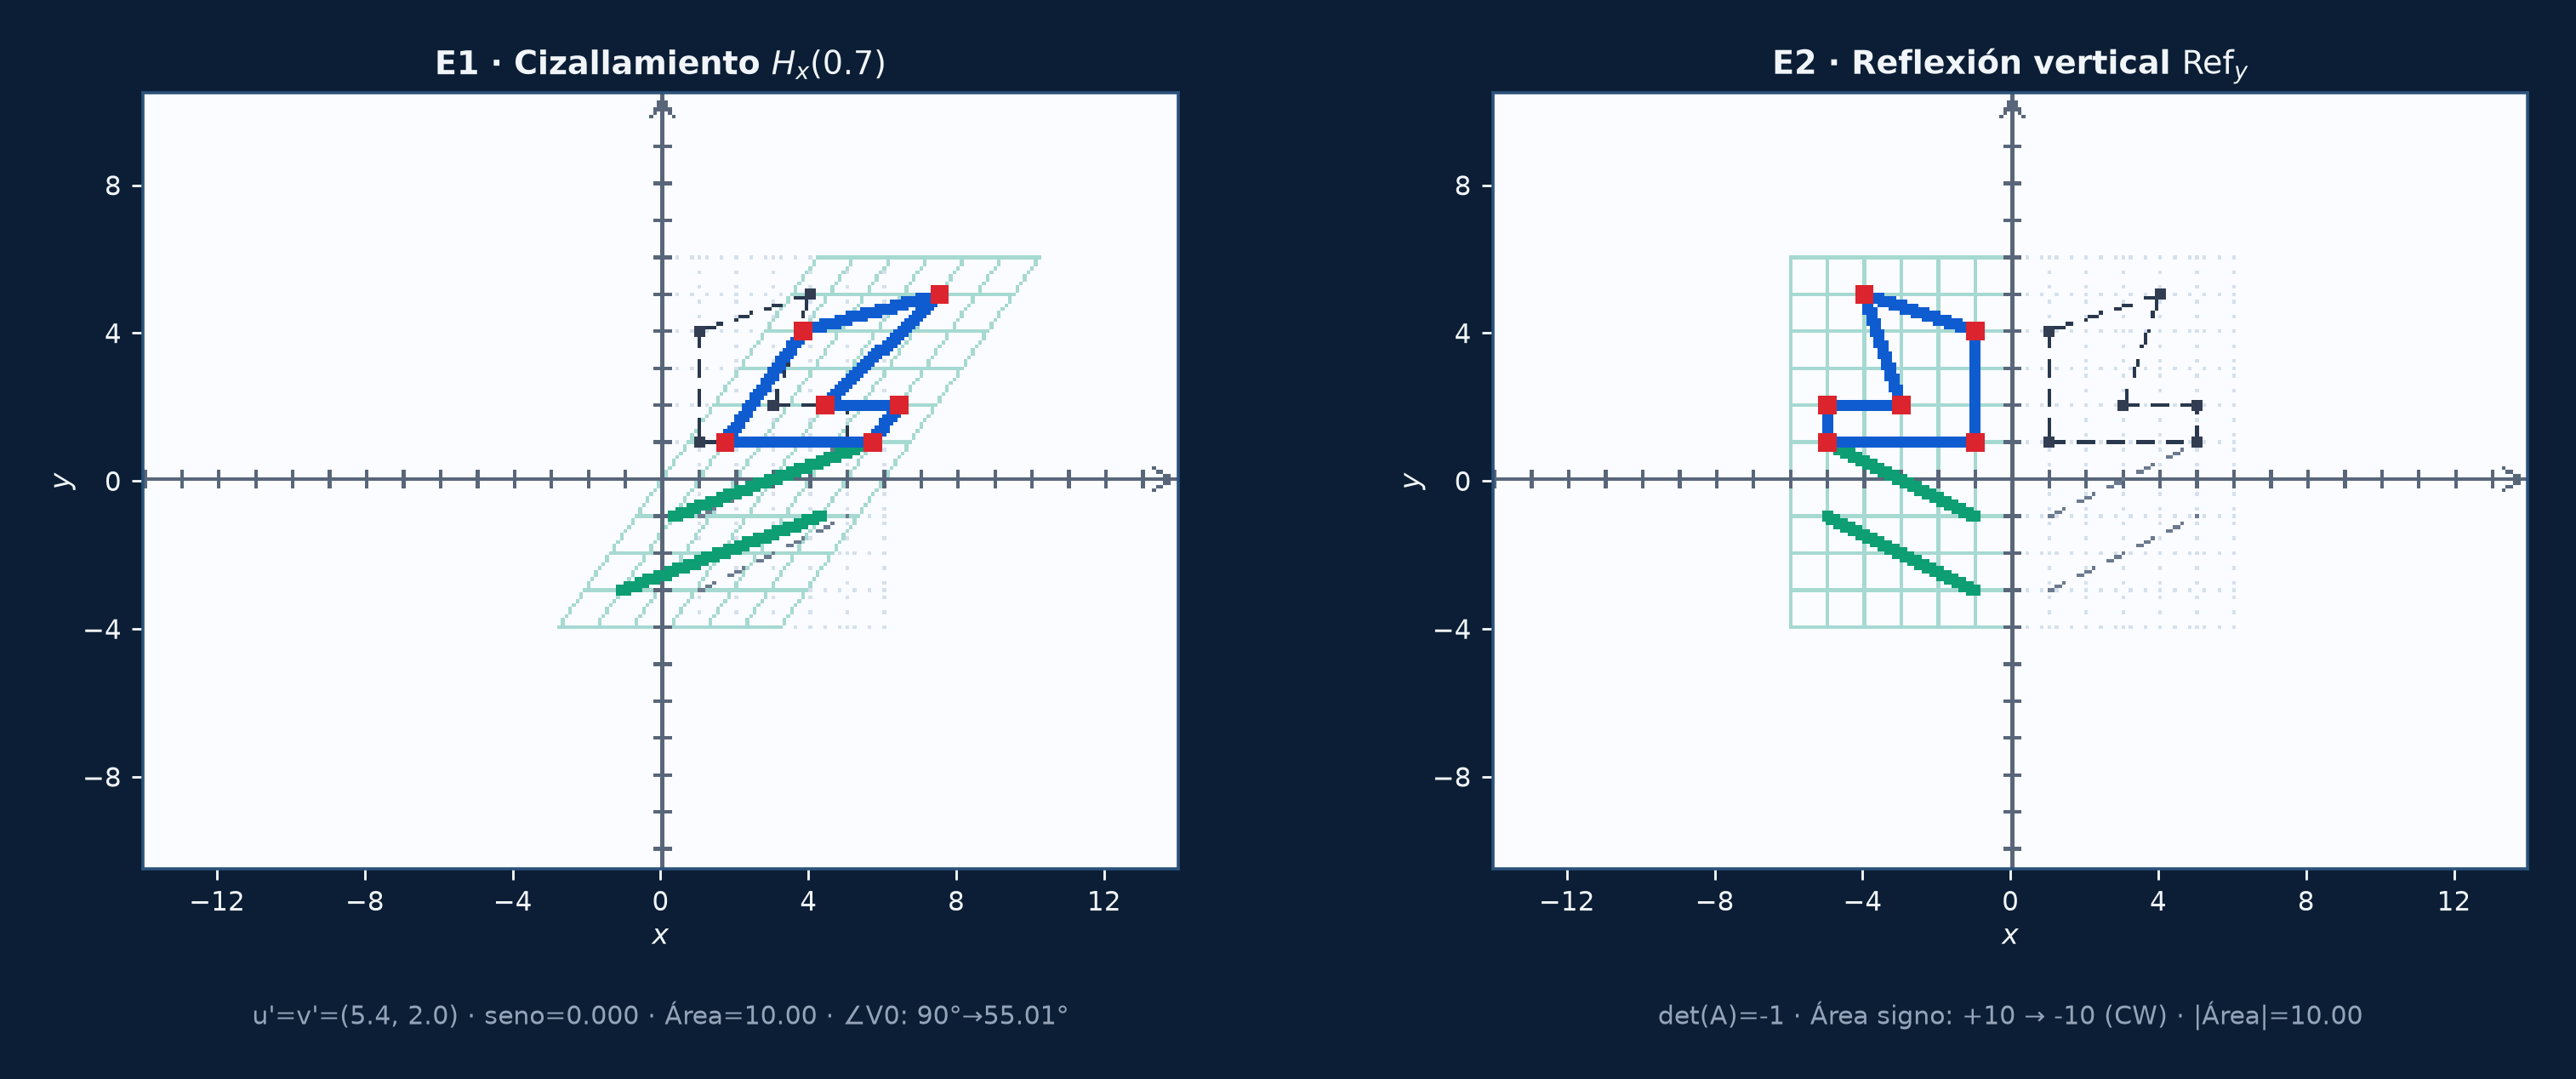 E1 · Cizallamiento Hₓ(0.7)
8
4
0
−4
−8
y
−12 −8 −4 0 4 8 12
x
u'=v'=(5.4, 2.0) · seno=0.000 · Área=10.00 · ∠V0: 90°→55.01°
E2 · Reflexión vertical Ref_y
8
4
0
−4
−8
y
−12 −8 −4 0 4 8 12
x
det(A)=-1 · Área signo: +10 → -10 (CW) · |Área|=10.00